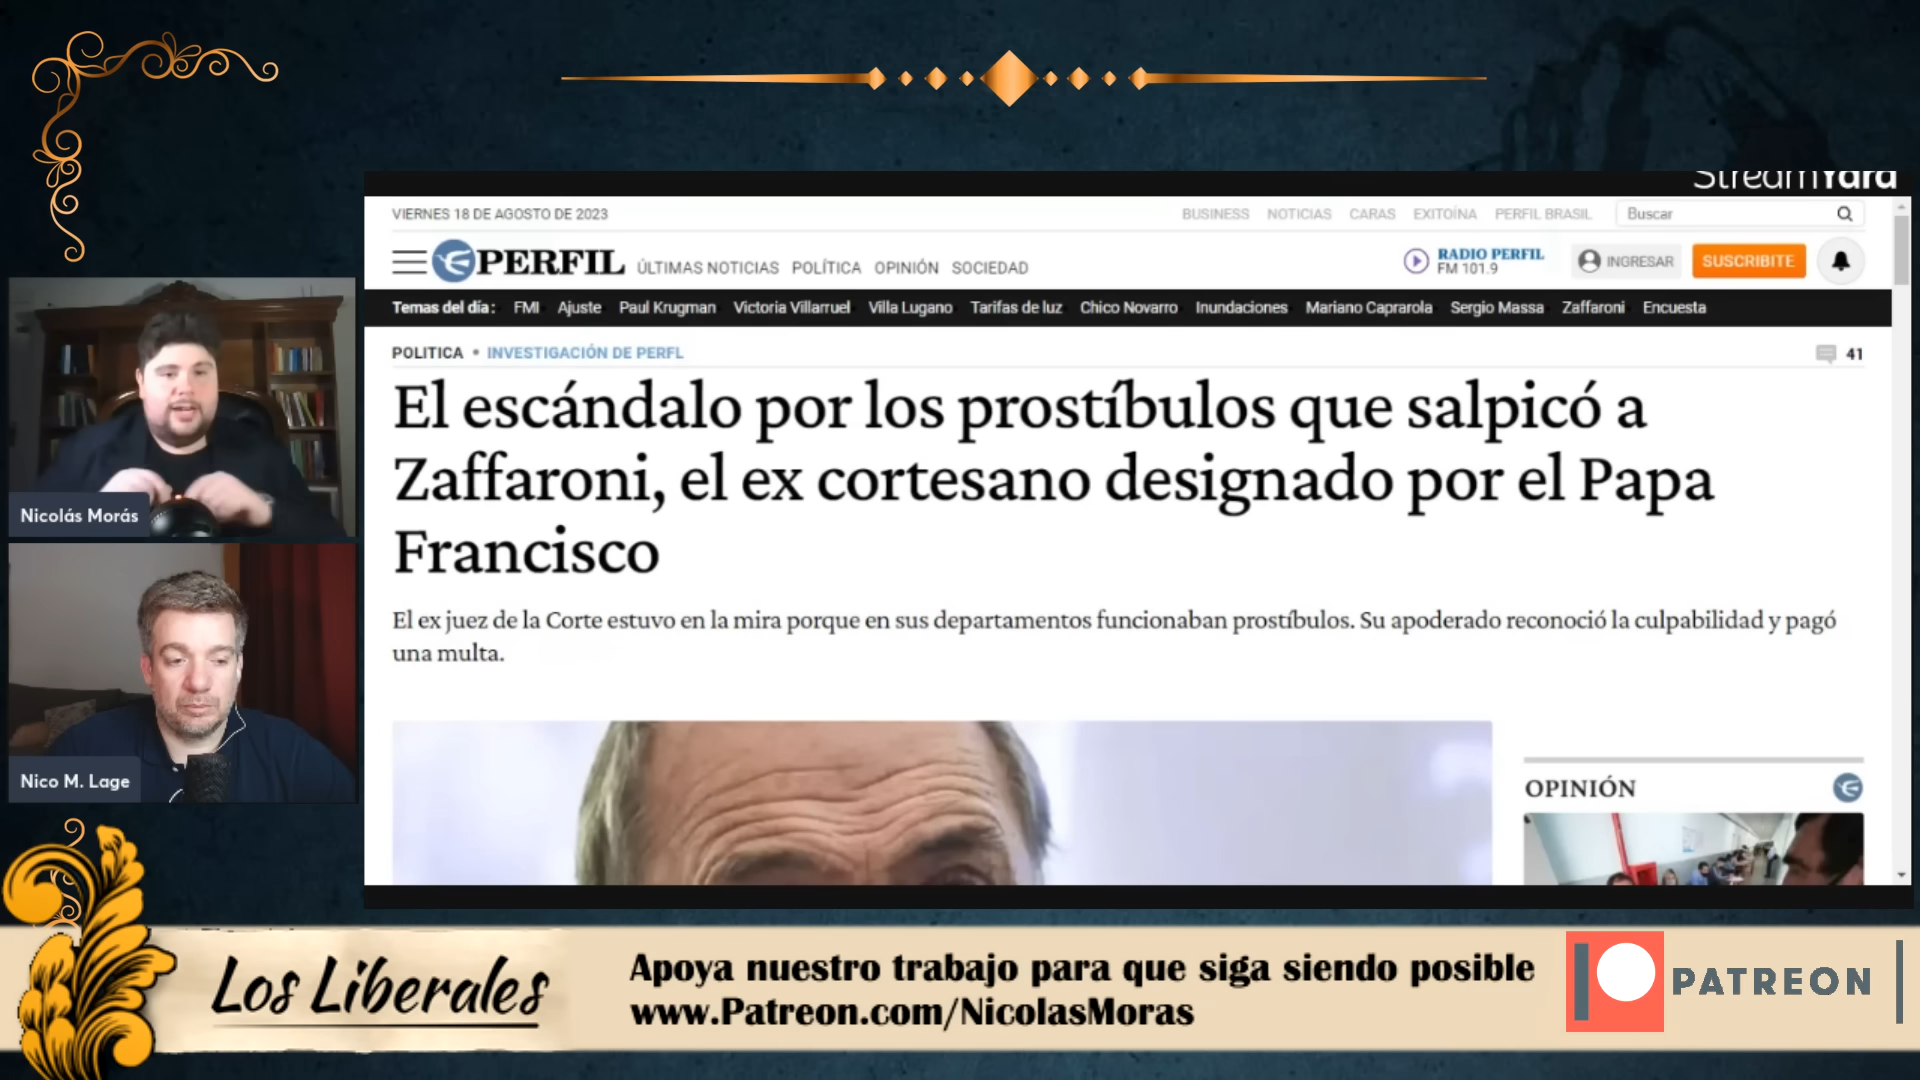 StreamYard
VIERNES 18 DE AGOSTO DE 2023
BUSINESS NOTICIAS CARAS EXITOÍNA PERFIL BRASIL
Buscar
PERFIL
ÚLTIMAS NOTICIAS POLÍTICA OPINIÓN SOCIEDAD
RADIO PERFIL
FM 101.9
INGRESAR
SUSCRIBITE
Temas del día: FMI Ajuste Paul Krugman Victoria Villarruel Villa Lugano Tarifas de luz Chico Novarro Inundaciones Mariano Caprarola Sergio Massa Zaffaroni Encuesta
POLITICA • INVESTIGACIÓN DE PERFL
41
El escándalo por los prostíbulos que salpicó a
Zaffaroni, el ex cortesano designado por el Papa
Francisco
El ex juez de la Corte estuvo en la mira porque en sus departamentos funcionaban prostíbulos. Su apoderado reconoció la culpabilidad y pagó
una multa.
OPINIÓN
Nicolás Morás
Nico M. Lage
Los Liberales
Apoya nuestro trabajo para que siga siendo posible
www.Patreon.com/NicolasMoras
PATREON